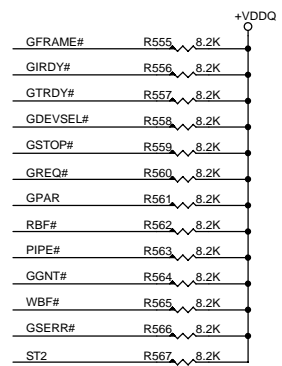 +VDDQ
GFRAME# R555 8.2K
GIRDY# R556 8.2K
GTRDY# R557 8.2K
GDEVSEL# R558 8.2K
GSTOP# R559 8.2K
GREQ# R560 8.2K
GPAR R561 8.2K
RBF# R562 8.2K
PIPE# R563 8.2K
GGNT# R564 8.2K
WBF# R565 8.2K
GSERR# R566 8.2K
ST2 R567 8.2K